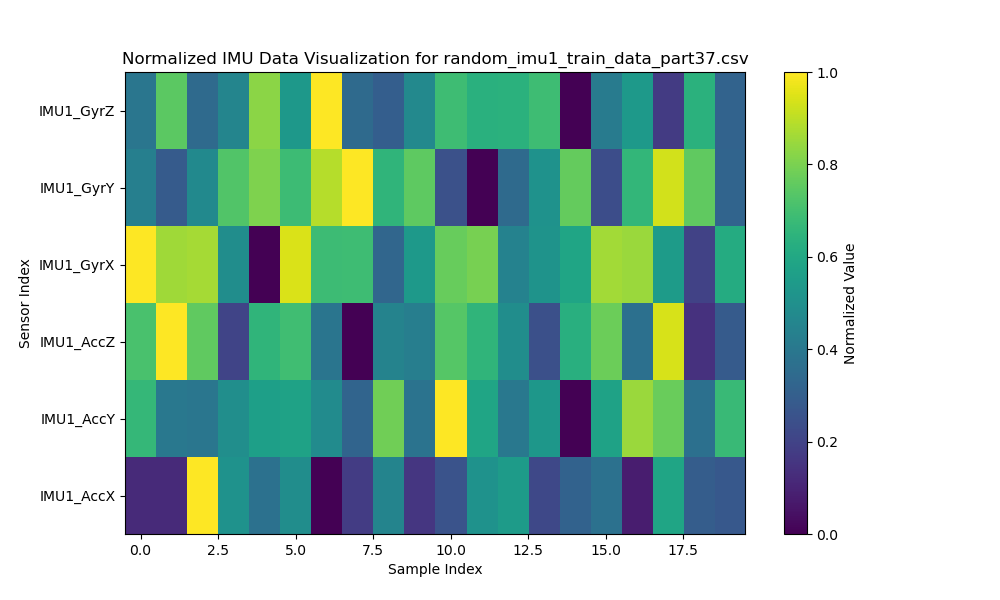 Normalized IMU Data Visualization for random_imu1_train_data_part37.csv
IMU1_GyrZ
IMU1_GyrY
IMU1_GyrX
IMU1_AccZ
IMU1_AccY
IMU1_AccX
Sensor Index
0.0
2.5
5.0
7.5
10.0
12.5
15.0
17.5
Sample Index
1.0
0.8
0.6
0.4
0.2
0.0
Normalized Value